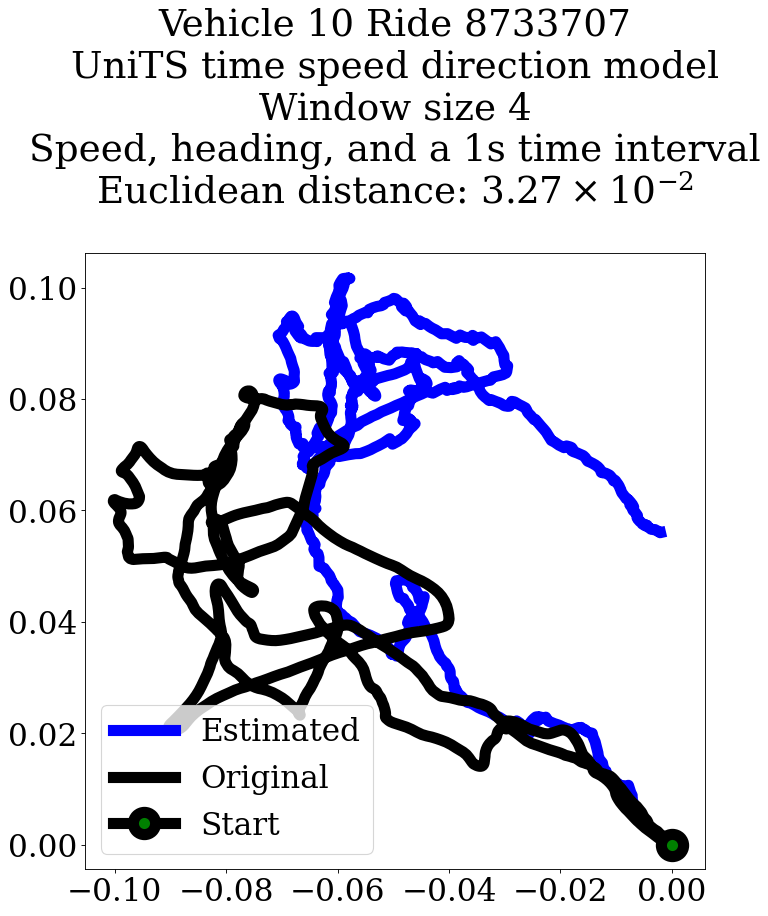 Vehicle 10 Ride 8733707
UniTS time speed direction model
Window size 4
Speed, heading, and a 1s time interval
Euclidean distance: 3.27 × 10⁻²
0.10
0.08
0.06
0.04
0.02
0.00
Estimated
Original
Start
−0.10 −0.08 −0.06 −0.04 −0.02 0.00